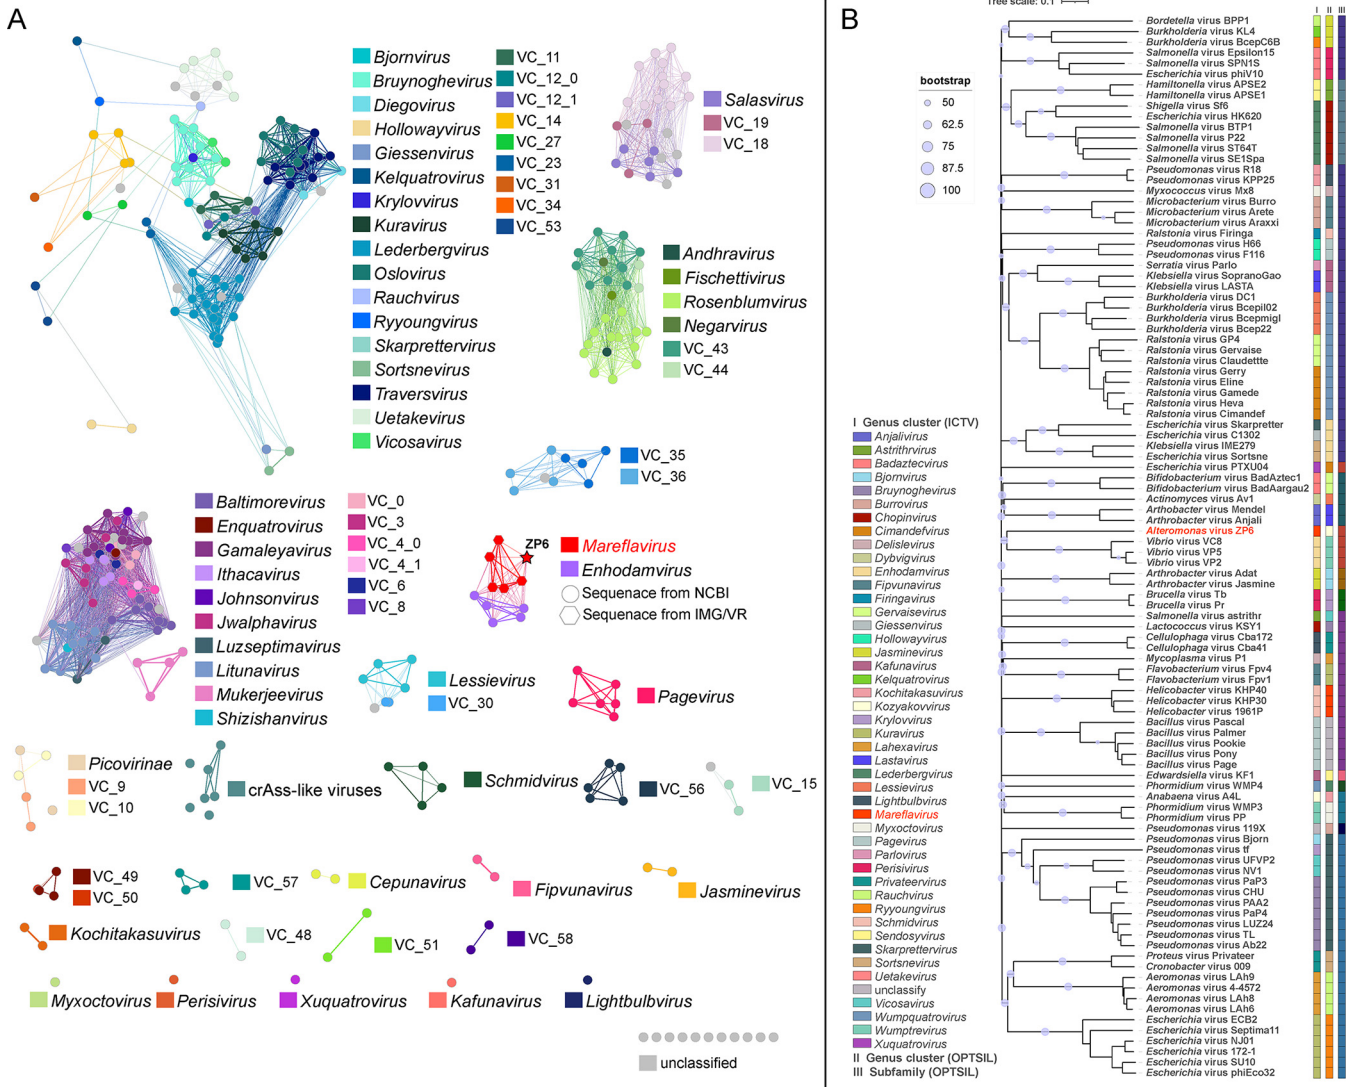 A
Bjornvirus
Bruynoghevirus
Diegovirus
Hollowayvirus
Giessenvirus
Kelquatrovirus
Krylovvirus
Kuravirus
Lederbergvirus
Oslovirus
Rauchvirus
Ryyoungvirus
Skarprettervirus
Sortsnevirus
Traversvirus
Uetakevirus
Vicosavirus
VC_11
VC_12_0
VC_12_1
VC_14
VC_27
VC_23
VC_31
VC_34
VC_53
Salasvirus
VC_19
VC_18
Andhravirus
Fischettivirus
Rosenblumvirus
Negarvirus
VC_43
VC_44
VC_35
VC_36
Baltimorevirus
Enquatrovirus
Gamaleyavirus
Ithacavirus
Johnsonvirus
Jwalphavirus
Luzseptimavirus
Litunavirus
Mukerjeevirus
Shizishanvirus
VC_0
VC_3
VC_4_0
VC_4_1
VC_6
VC_8
ZP6
Mareflavirus
Enhodamvirus
Sequenace from NCBI
Sequenace from IMG/VR
Lessievirus
VC_30
Pagevirus
Picovirinae
VC_9
VC_10
crAss-like viruses
Schmidvirus
VC_56
VC_15
VC_49
VC_50
VC_57
Cepunavirus
Fipvunavirus
Jasminevirus
Kochitakasuvirus
VC_48
VC_51
VC_58
Myxoctovirus
Perisivirus
Xuquatrovirus
Kafunavirus
Lightbulbvirus
unclassified
B
Tree scale: 0.1
bootstrap
50
62.5
75
87.5
100
I Genus cluster (ICTV)
Anjalivirus
Astrithrvirus
Badaztecvirus
Bjornvirus
Bruynoghevirus
Burrovirus
Chopinvirus
Cimandefvirus
Delislevirus
Dybvigvirus
Enhodamvirus
Fipvunavirus
Firingavirus
Gervaisevirus
Giessenvirus
Hollowayvirus
Jasminevirus
Kafunavirus
Kelquatrovirus
Kochitakasuvirus
Kozyakovvirus
Krylovvirus
Kuravirus
Lahexavirus
Lastavirus
Lederbergvirus
Lessievirus
Lightbulbvirus
Mareflavirus
Myxoctovirus
Pagevirus
Parlovirus
Perisivirus
Privateervirus
Rauchvirus
Ryyoungvirus
Schmidvirus
Sendosyvirus
Skarprettervirus
Sortsnevirus
Uetakevirus
unclassify
Vicosavirus
Wumpquatrovirus
Wumptrevirus
Xuquatrovirus
II Genus cluster (OPTSIL)
III Subfamily (OPTSIL)
I II III
Bordetella virus BPP1
Burkholderia virus KL4
Burkholderia virus BcepC6B
Salmonella virus Epsilon15
Salmonella virus SPN1S
Escherichia virus phiV10
Hamiltonella virus APSE2
Hamiltonella virus APSE1
Shigella virus Sf6
Escherichia virus HK620
Salmonella virus BTP1
Salmonella virus P22
Salmonella virus ST64T
Salmonella virus SE1Spa
Pseudomonas virus R18
Pseudomonas virus KPP25
Myxococcus virus Mx8
Microbacterium virus Burro
Microbacterium virus Arete
Microbacterium virus Araxxi
Ralstonia virus Firinga
Pseudomonas virus H66
Pseudomonas virus F116
Serratia virus Parlo
Klebsiella virus SopranoGao
Klebsiella virus LASTA
Burkholderia virus DC1
Burkholderia virus Bcepil02
Burkholderia virus Bcepmigl
Burkholderia virus Bcep22
Ralstonia virus GP4
Ralstonia virus Gervaise
Ralstonia virus Claudettte
Ralstonia virus Gerry
Ralstonia virus Eline
Ralstonia virus Gamede
Ralstonia virus Heva
Ralstonia virus Cimandef
Escherichia virus Skarpretter
Escherichia virus C1302
Klebsiella virus IME279
Escherichia virus Sortsne
Escherichia virus PTXU04
Bifidobacterium virus BadAztec1
Bifidobacterium virus BadAargau2
Actinomyces virus Av1
Arthobacter virus Mendel
Arthrobacter virus Anjali
Alteromonas virus ZP6
Vibrio virus VC8
Vibrio virus VP5
Vibrio virus VP2
Arthrobacter virus Adat
Arthrobacter virus Jasmine
Brucella virus Tb
Brucella virus Pr
Salmonella virus astrithr
Lactococcus virus KSY1
Cellulophaga virus Cba172
Cellulophaga virus Cba41
Mycoplasma virus P1
Flavobacterium virus Fpv4
Flavobacterium virus Fpv1
Helicobacter virus KHP40
Helicobacter virus KHP30
Helicobacter virus 1961P
Bacillus virus Pascal
Bacillus virus Palmer
Bacillus virus Pookie
Bacillus virus Pony
Bacillus virus Page
Edwardsiella virus KF1
Phormidium virus WMP4
Anabaena virus A4L
Phormidium virus WMP3
Phormidium virus PP
Pseudomonas virus 119X
Pseudomonas virus Bjorn
Pseudomonas virus tf
Pseudomonas virus UFVP2
Pseudomonas virus NV1
Pseudomonas virus PaP3
Pseudomonas virus CHU
Pseudomonas virus PAA2
Pseudomonas virus PaP4
Pseudomonas virus LUZ24
Pseudomonas virus TL
Pseudomonas virus Ab22
Proteus virus Privateer
Cronobacter virus 009
Aeromonas virus LAh9
Aeromonas virus 4-4572
Aeromonas virus LAh8
Aeromonas virus LAh6
Escherichia virus ECB2
Escherichia virus Septima11
Escherichia virus NJ01
Escherichia virus 172-1
Escherichia virus SU10
Escherichia virus phiEco32